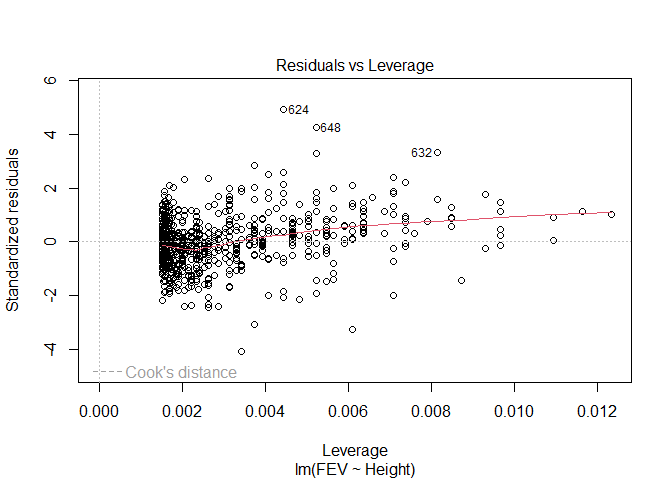 Residuals vs Leverage
Standardized residuals
6
4
2
0
-2
-4
624
648
632
Cook's distance
0.000 0.002 0.004 0.006 0.008 0.010 0.012
Leverage
lm(FEV ~ Height)